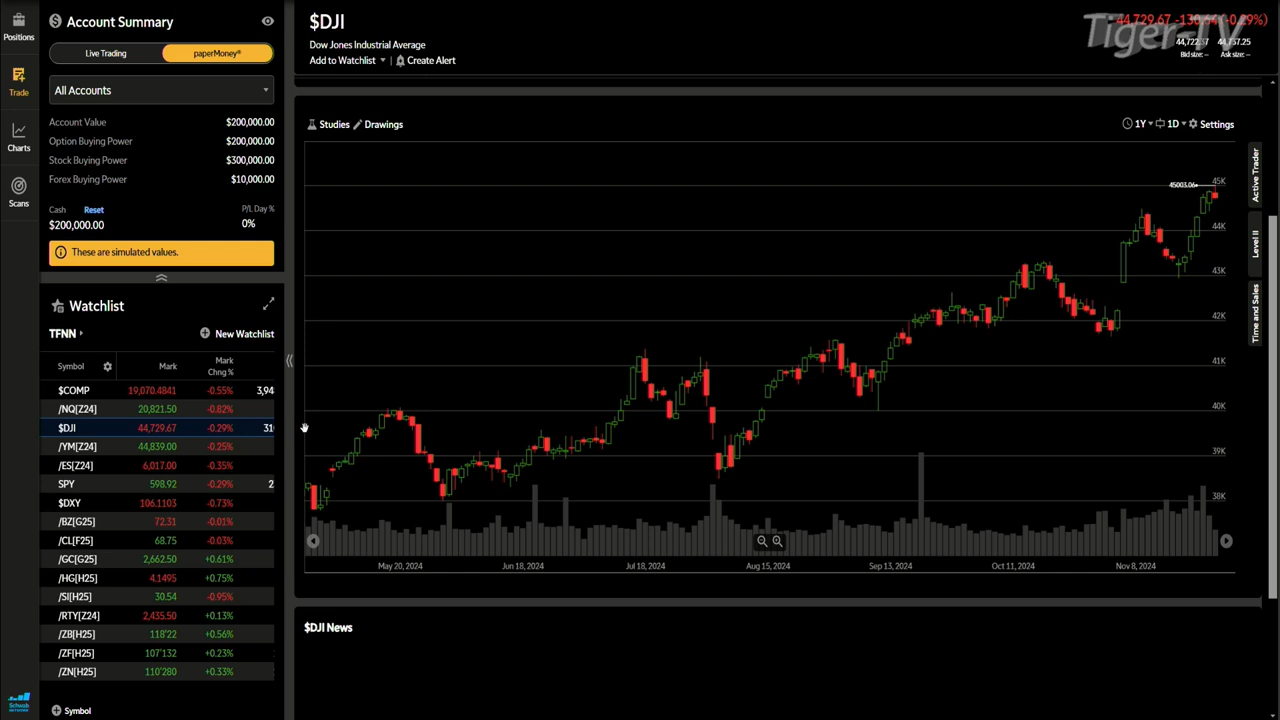 Positions
Trade
Charts
Scans
Account Summary
Live Trading
paperMoney®
All Accounts
Account Value $200,000.00
Option Buying Power $200,000.00
Stock Buying Power $300,000.00
Forex Buying Power $10,000.00
Cash Reset P/L Day %
$200,000.00 0%
These are simulated values.
Watchlist
TFNN New Watchlist
Symbol Mark Mark Chng %
$COMP 19,070.4841 -0.55% 3,94
/NQ[Z24] 20,821.50 -0.82%
$DJI 44,729.67 -0.29% 31
/YM[Z24] 44,839.00 -0.25%
/ES[Z24] 6,017.00 -0.35%
SPY 598.92 -0.29% 2
$DXY 106.1103 -0.73%
/BZ[G25] 72.31 -0.01%
/CL[F25] 68.75 -0.03%
/GC[G25] 2,662.50 +0.61%
/HG[H25] 4.1495 +0.75%
/SI[H25] 30.54 -0.95%
/RTY[Z24] 2,435.50 +0.13%
/ZB[H25] 118'22 +0.56%
/ZF[H25] 107'132 +0.23%
/ZN[H25] 110'280 +0.33%
Symbol
Schwab
NETWORK
$DJI
Dow Jones Industrial Average
Add to Watchlist Create Alert
Tiger-TV
44,729.67 (-0.29%)
Bid size: -- Ask size: --
Studies Drawings
1Y 1D Settings
45003.06
45K
44K
43K
42K
41K
40K
39K
38K
May 20, 2024 Jun 18, 2024 Jul 18, 2024 Aug 15, 2024 Sep 13, 2024 Oct 11, 2024 Nov 8, 2024
Active Trader
Level II
Time and Sales
$DJI News